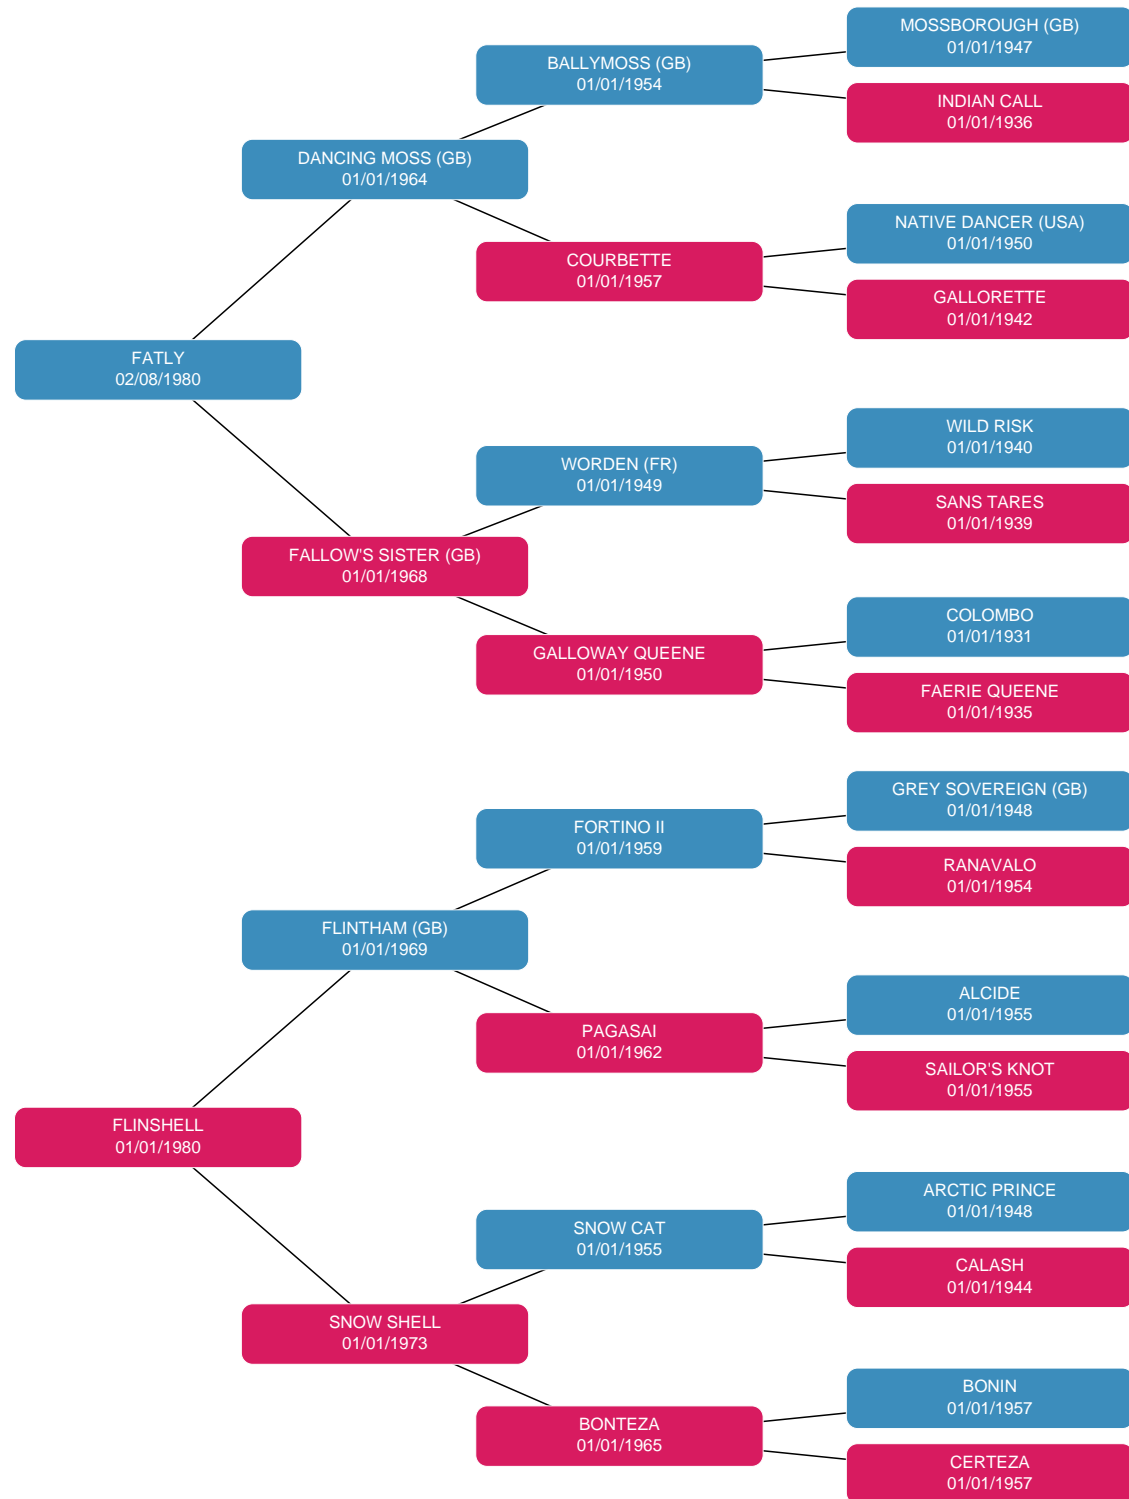 MOSSBOROUGH (GB)
01/01/1947
BALLYMOSS (GB)
01/01/1954
INDIAN CALL
01/01/1936
DANCING MOSS (GB)
01/01/1964
NATIVE DANCER (USA)
01/01/1950
COURBETTE
01/01/1957
GALLORETTE
01/01/1942
FATLY
02/08/1980
WILD RISK
01/01/1940
WORDEN (FR)
01/01/1949
SANS TARES
01/01/1939
FALLOW'S SISTER (GB)
01/01/1968
COLOMBO
01/01/1931
GALLOWAY QUEENE
01/01/1950
FAERIE QUEENE
01/01/1935
GREY SOVEREIGN (GB)
01/01/1948
FORTINO II
01/01/1959
RANAVALO
01/01/1954
FLINTHAM (GB)
01/01/1969
ALCIDE
01/01/1955
PAGASAI
01/01/1962
SAILOR'S KNOT
01/01/1955
FLINSHELL
01/01/1980
ARCTIC PRINCE
01/01/1948
SNOW CAT
01/01/1955
CALASH
01/01/1944
SNOW SHELL
01/01/1973
BONIN
01/01/1957
BONTEZA
01/01/1965
CERTEZA
01/01/1957